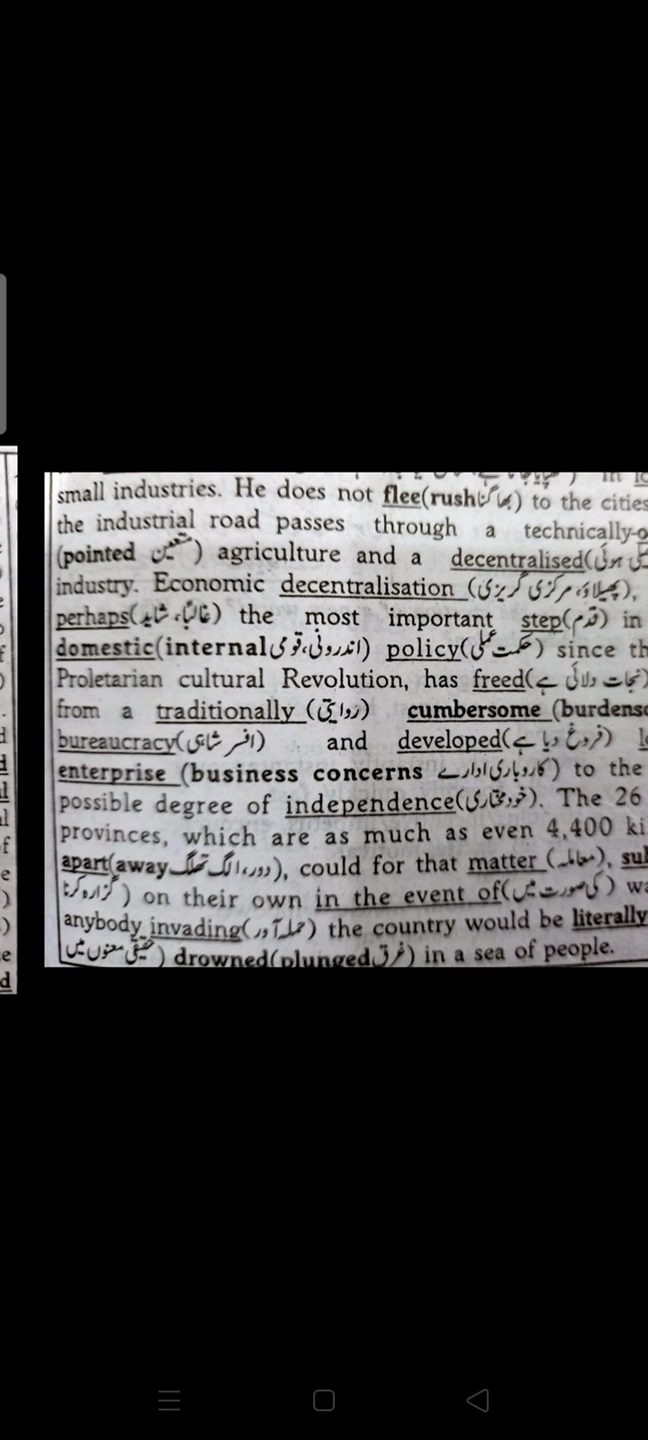 small industries. He does not flee(rush بھاگنا) to the cities
the industrial road passes through a technically-o
(pointed متعین) agriculture and a decentralised(
industry. Economic decentralisation (پھیلاؤ، مرکزی گریزی),
perhaps(غالباً، شاید) the most important step(قدم) in
domestic(internal اندرونی، قومی) policy(حکمت عملی) since th
Proletarian cultural Revolution, has freed(نجات دلائی ہے)
from a traditionally (روایتی) cumbersome (burdenso
bureaucracy(افسر شاہی) and developed(فروغ دیا ہے) l
enterprise (business concerns کاروباری ادارے) to the
possible degree of independence(خودمختاری). The 26
provinces, which are as much as even 4,400 ki
apart(away دور، الگ تھلگ), could for that matter (معاملہ), sub
گزارہ کرنا) on their own in the event of(کی صورت میں) wa
anybody invading(حملہ آور) the country would be literally
حقیقی معنوں میں) drowned(plunged غرق) in a sea of people.